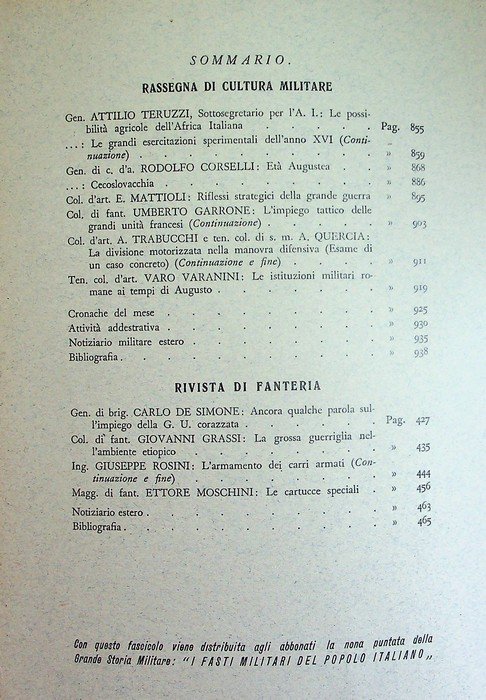 SOMMARIO.
RASSEGNA DI CULTURA MILITARE
Gen. ATTILIO TERUZZI, Sottosegretario per l'A. I.: Le possi-
bilità agricole dell'Africa Italiana . . . . . Pag. 855
...: Le grandi esercitazioni sperimentali dell'anno XVI (Conti-
nuazione) . . . . . . . . . » 859
Gen. di c. d'a. RODOLFO CORSELLI: Età Augustea . . » 868
...: Cecoslovacchia . . . . . . . . » 886
Col. d'art. E. MATTIOLI: Riflessi strategici della grande guerra » 895
Col. di fant. UMBERTO GARRONE: L'impiego tattico delle
grandi unità francesi (Continuazione) . . . . » 903
Col. d'art. A. TRABUCCHI e ten. col. di s. m. A. QUERCIA:
La divisione motorizzata nella manovra difensiva (Esame di
un caso concreto) (Continuazione e fine) . . . . » 911
Ten. col. d'art. VARO VARANINI: Le istituzioni militari ro-
mane ai tempi di Augusto . . . . . . » 919
Cronache del mese . . . . . . . . » 925
Attività addestrativa . . . . . . . . » 930
Notiziario militare estero . . . . . . . » 935
Bibliografia . . . . . . . . . » 938
RIVISTA DI FANTERIA
Gen. di brig. CARLO DE SIMONE: Ancora qualche parola sul-
l'impiego della G. U. corazzata . . . . . Pag. 427
Col. di fant. GIOVANNI GRASSI: La grossa guerriglia nel-
l'ambiente etiopico . . . . . . . » 435
Ing. GIUSEPPE ROSINI: L'armamento dei carri armati (Con-
tinuazione e fine) . . . . . . . » 444
Magg. di fant. ETTORE MOSCHINI: Le cartucce speciali . » 456
Notiziario estero . . . . . . . . » 463
Bibliografia . . . . . . . . . » 465
Con questo fascicolo viene distribuita agli abbonati la nona puntata della
Grande Storia Militare: "I FASTI MILITARI DEL POPOLO ITALIANO„